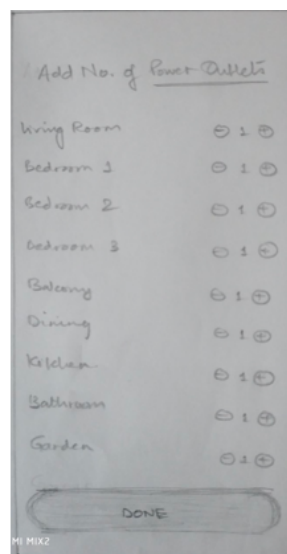 Add No. of Power Outlets
Living Room ⊖ 1 ⊕
Bedroom 1 ⊖ 1 ⊕
Bedroom 2 ⊖ 1 ⊕
Bedroom 3 ⊖ 1 ⊕
Balcony ⊖ 1 ⊕
Dining ⊖ 1 ⊕
Kitchen ⊖ 1 ⊕
Bathroom ⊖ 1 ⊕
Garden ⊖ 1 ⊕
DONE
MI MIX2